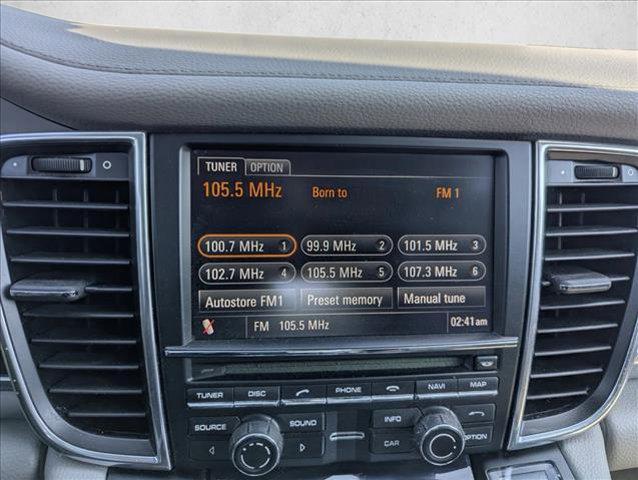 TUNER OPTION
105.5 MHz Born to FM 1
100.7 MHz 1 99.9 MHz 2 101.5 MHz 3
102.7 MHz 4 105.5 MHz 5 107.3 MHz 6
Autostore FM1 Preset memory Manual tune
FM 105.5 MHz 02:41 am
TUNER DISC PHONE NAVI MAP
SOURCE SOUND INFO
CAR OPTION